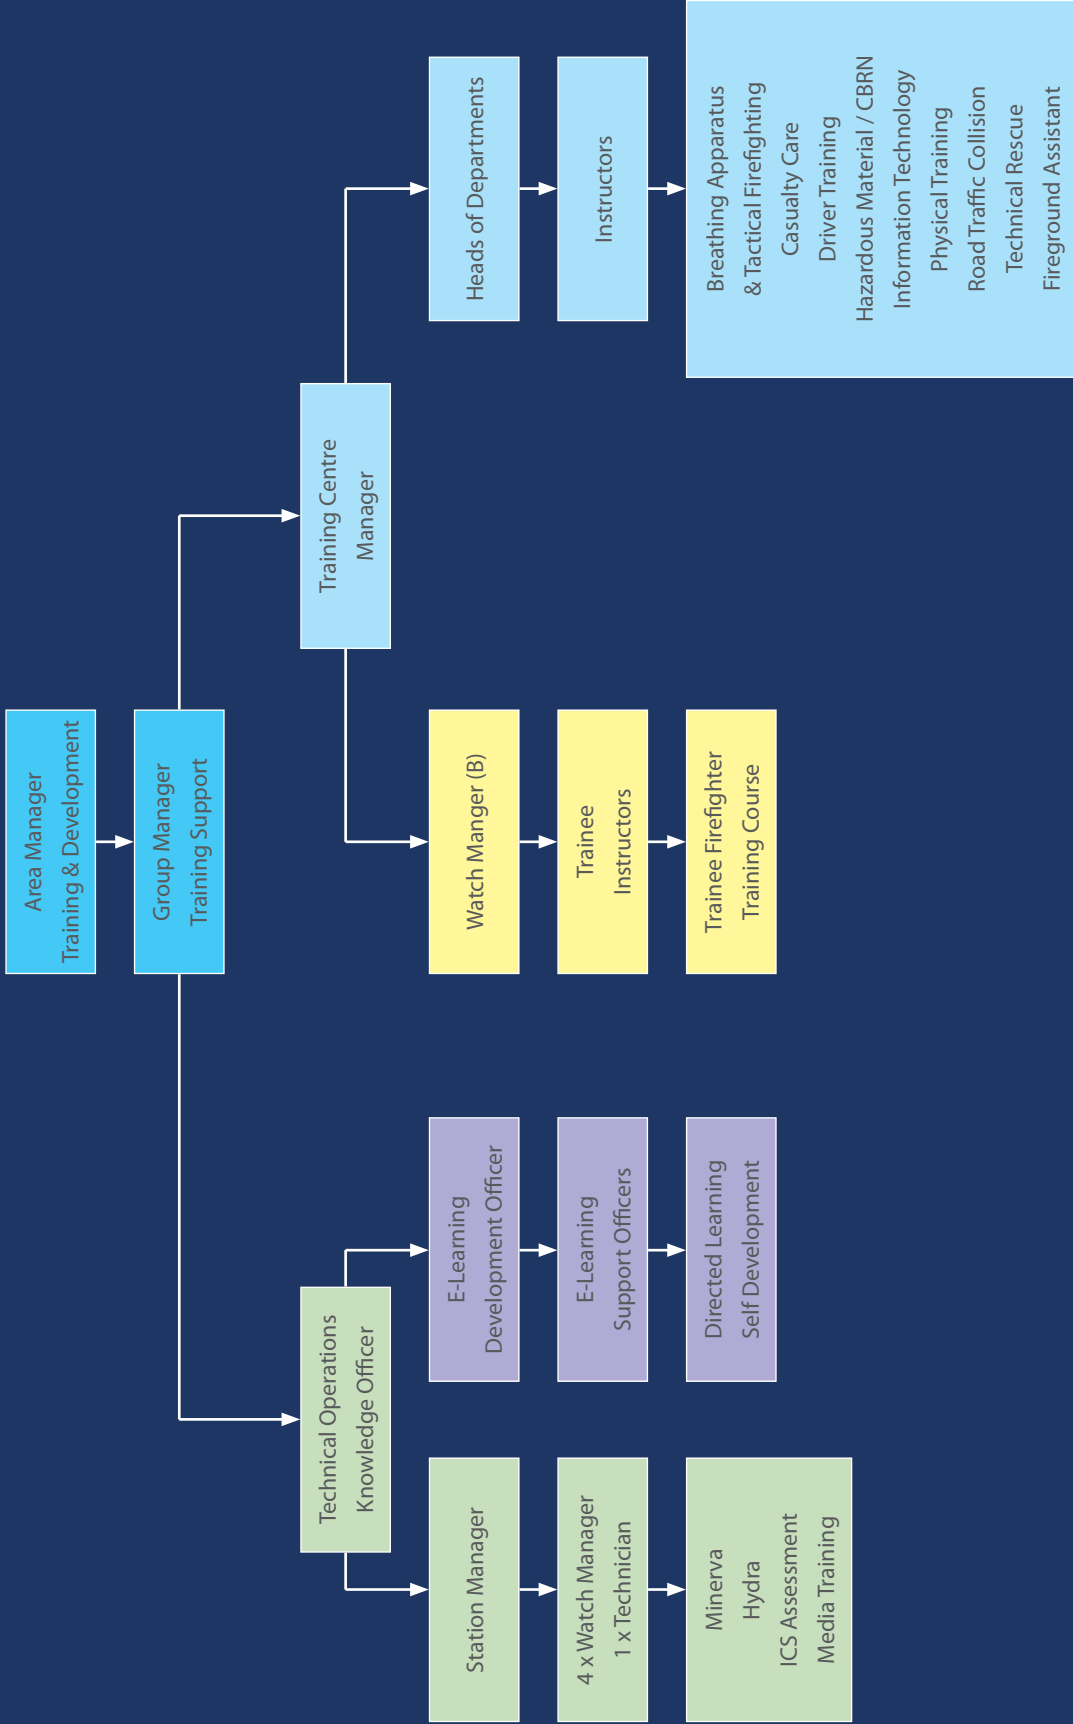 Area Manager
Training & Development
Group Manager
Training Support
Technical Operations
Knowledge Officer
Training Centre
Manager
Station Manager
E-Learning
Development Officer
Watch Manger (B)
Heads of Departments
4 x Watch Manager
1 x Technician
E-Learning
Support Officers
Trainee
Instructors
Instructors
Minerva
Hydra
ICS Assessment
Media Training
Directed Learning
Self Development
Trainee Firefighter
Training Course
Breathing Apparatus
& Tactical Firefighting
Casualty Care
Driver Training
Hazardous Material / CBRN
Information Technology
Physical Training
Road Traffic Collision
Technical Rescue
Fireground Assistant